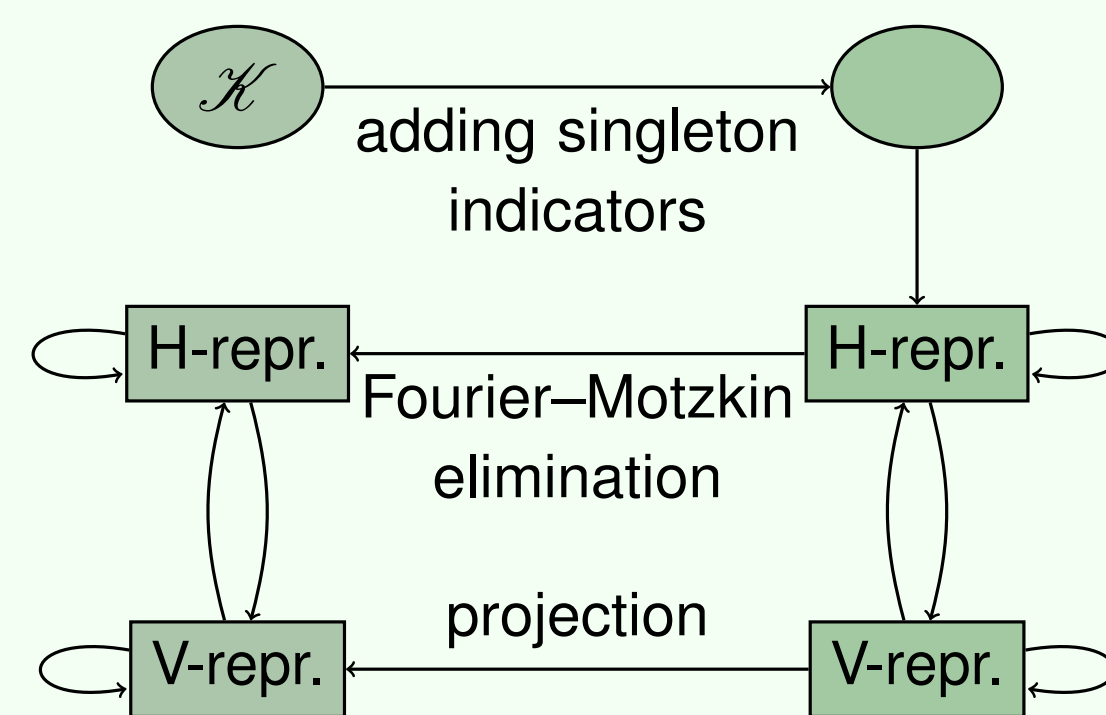 𝒦
adding singleton
indicators
H-repr.
H-repr.
Fourier–Motzkin
elimination
projection
V-repr.
V-repr.